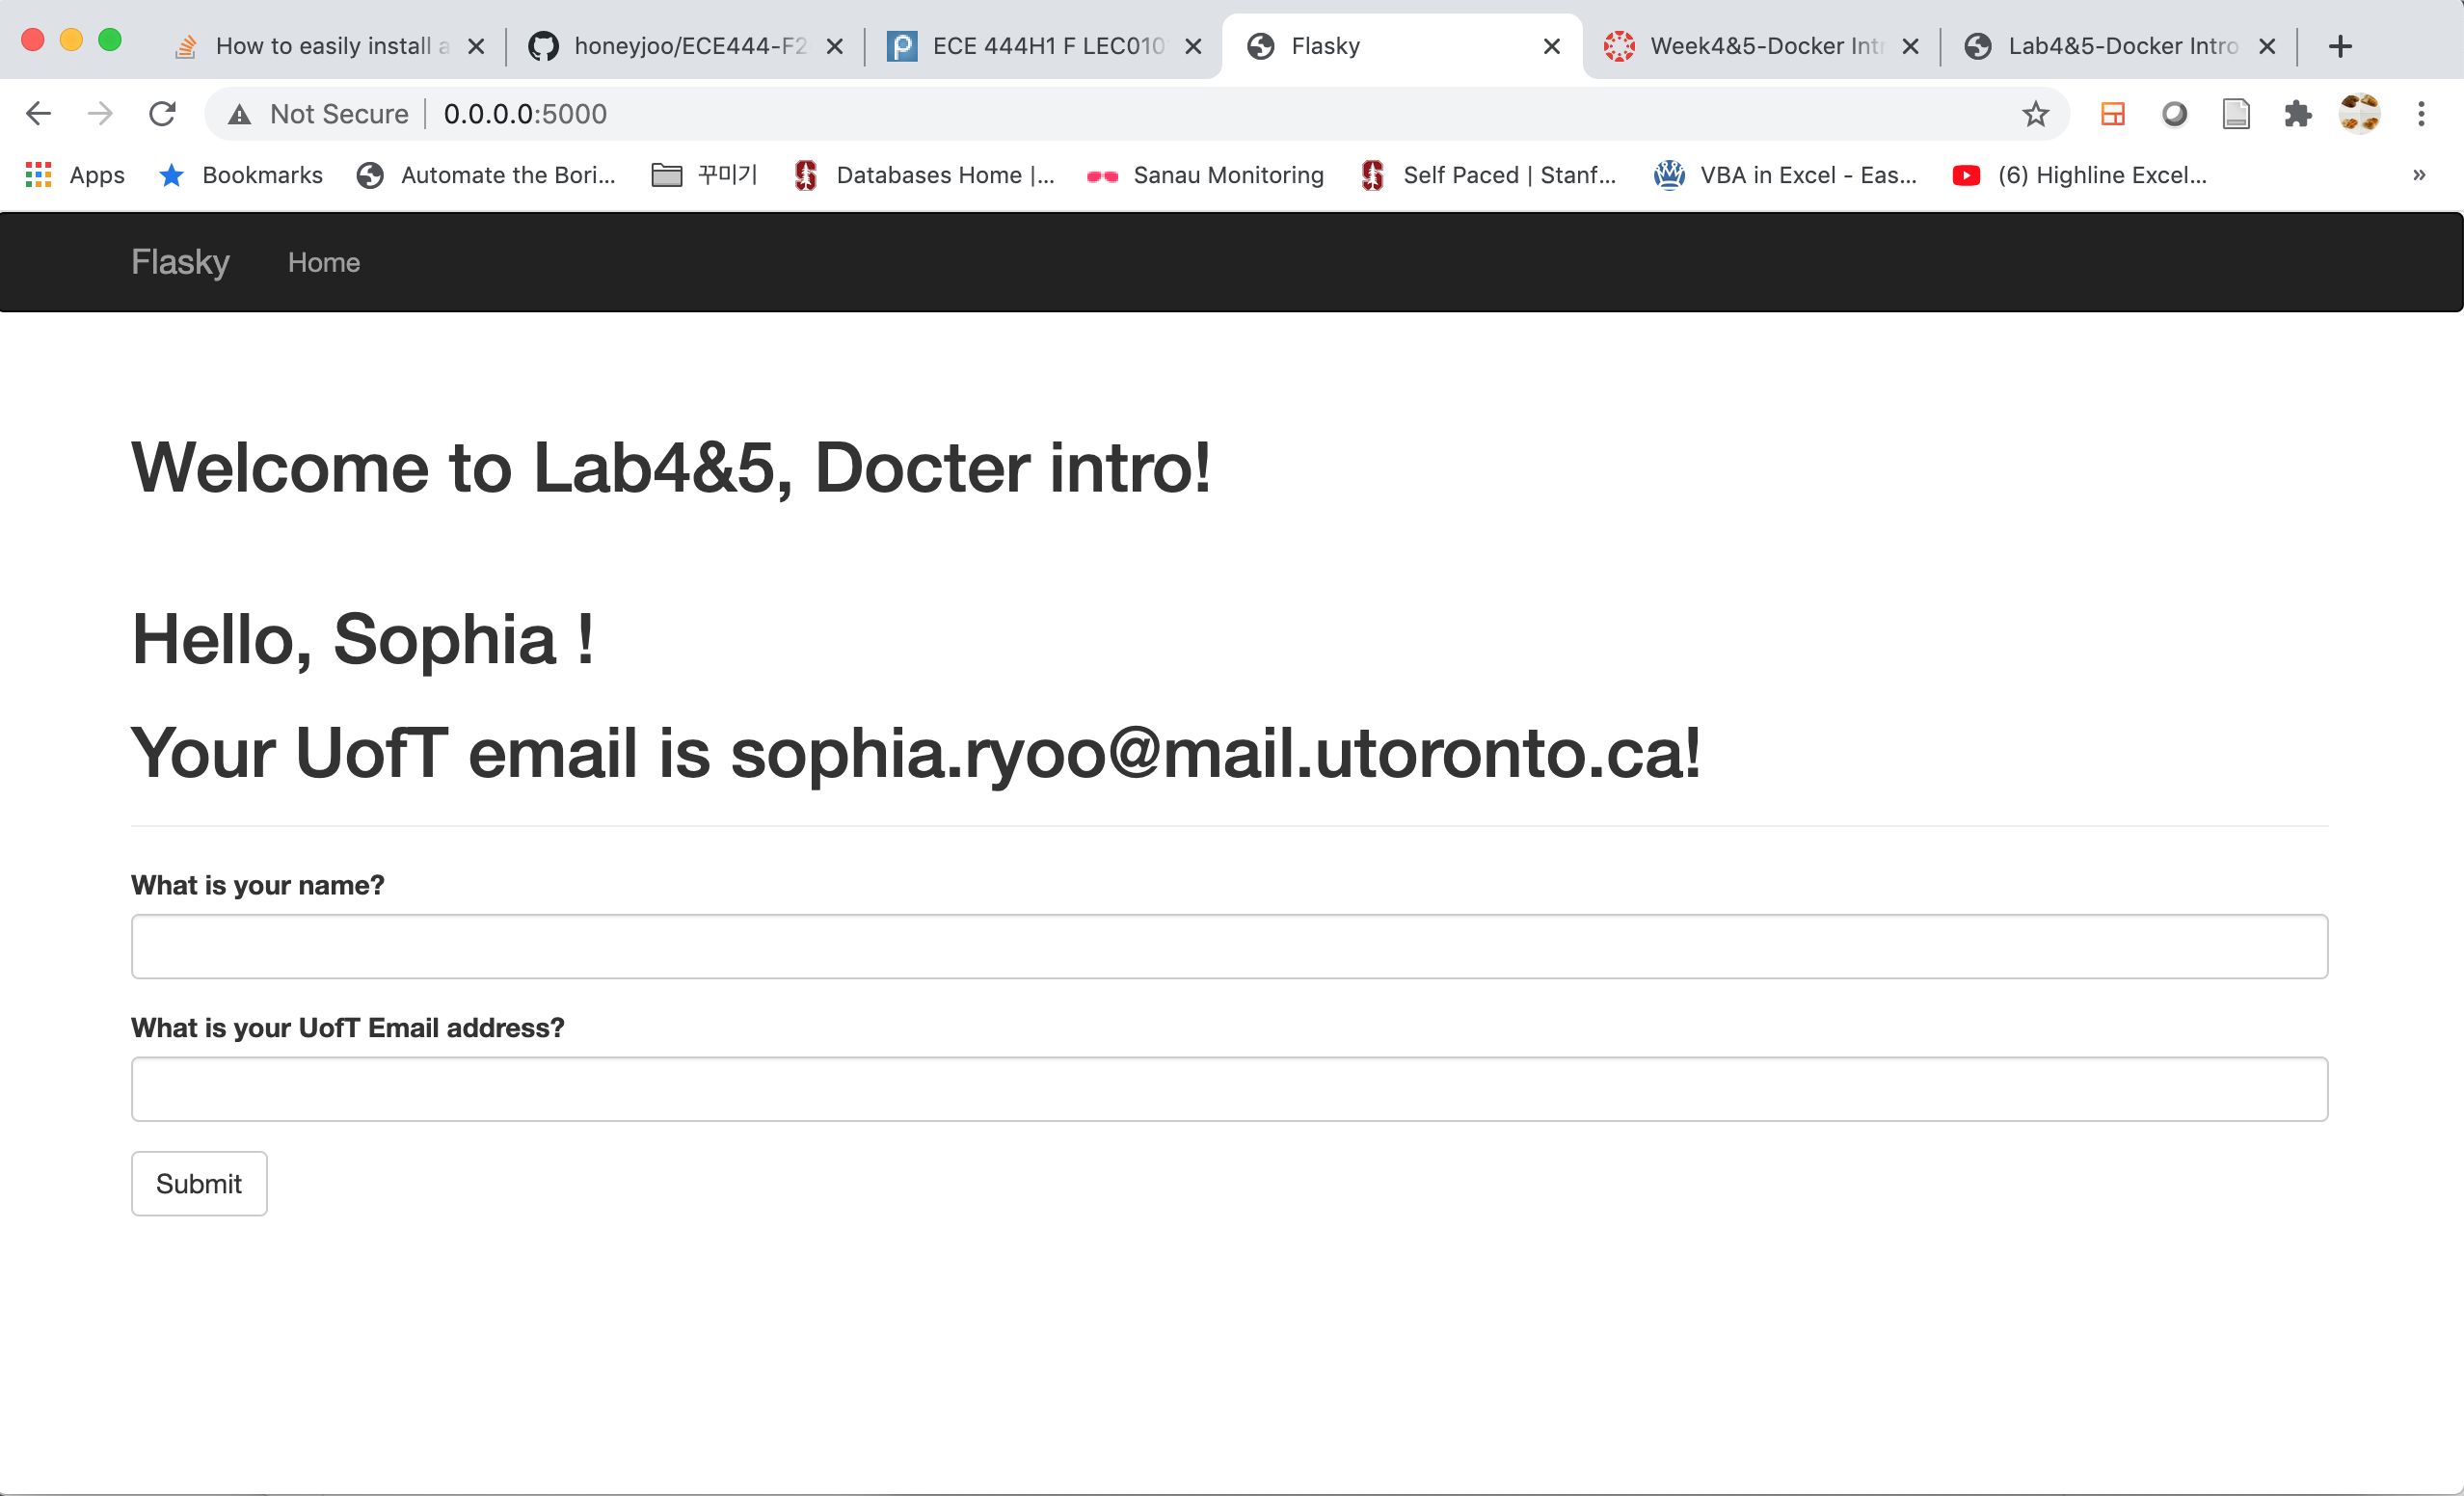 How to easily install a
honeyjoo/ECE444-F2
ECE 444H1 F LEC010
Flasky
Week4&5-Docker Intr
Lab4&5-Docker Intro
Not Secure 0.0.0.0:5000
Apps
Bookmarks
Automate the Bori...
꾸미기
Databases Home |...
Sanau Monitoring
Self Paced | Stanf...
VBA in Excel - Eas...
(6) Highline Excel...
»
Flasky Home
Welcome to Lab4&5, Docter intro!
Hello, Sophia !
Your UofT email is sophia.ryoo@mail.utoronto.ca!
What is your name?
What is your UofT Email address?
Submit